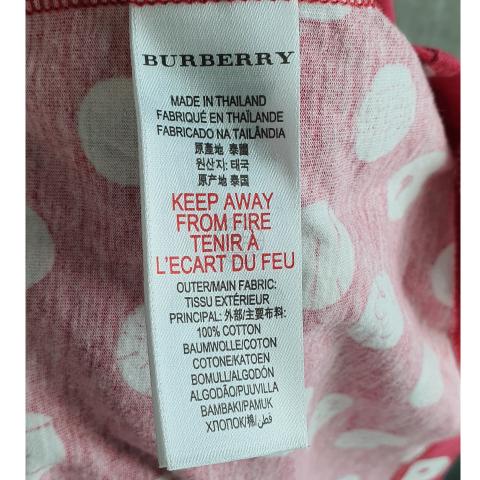 BURBERRY
MADE IN THAILAND
FABRIQUÉ EN THAÏLANDE
FABRICADO NA TAILÂNDIA
原產地 泰國
원산지: 태국
原产地 泰国
KEEP AWAY
FROM FIRE
TENIR À
L'ECART DU FEU
OUTER/MAIN FABRIC:
TISSU EXTÉRIEUR
PRINCIPAL: 外部/主要布料:
100% COTTON
BAUMWOLLE/COTON
COTONE/KATOEN
BOMULL/ALGODÓN
ALGODÃO/PUUVILLA
BAMBAKI/PAMUK
ХЛОПОК/棉/قطن